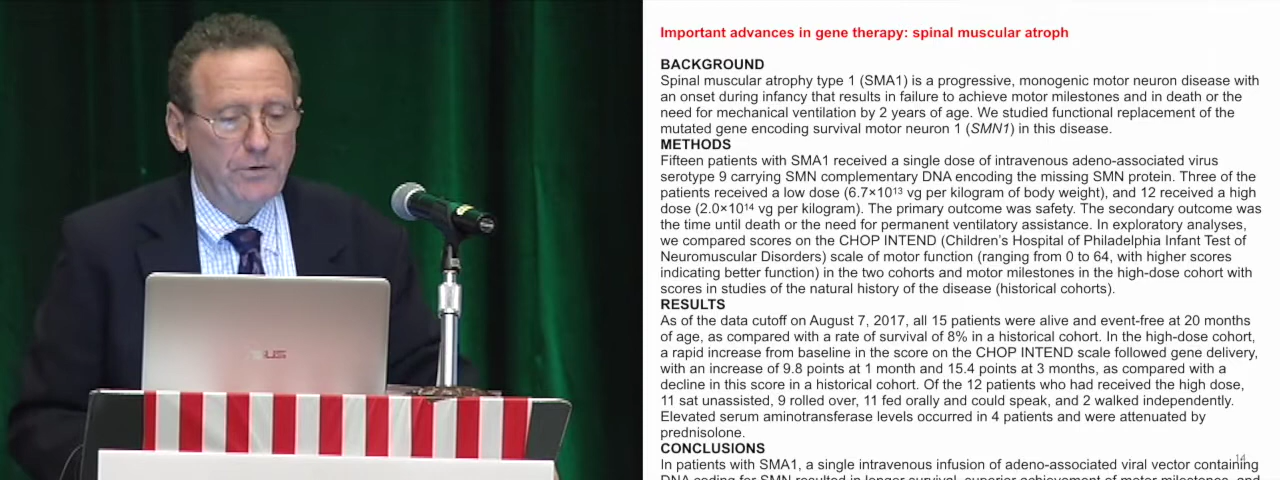 Important advances in gene therapy: spinal muscular atroph
BACKGROUND
Spinal muscular atrophy type 1 (SMA1) is a progressive, monogenic motor neuron disease with
an onset during infancy that results in failure to achieve motor milestones and in death or the
need for mechanical ventilation by 2 years of age. We studied functional replacement of the
mutated gene encoding survival motor neuron 1 (SMN1) in this disease.
METHODS
Fifteen patients with SMA1 received a single dose of intravenous adeno-associated virus
serotype 9 carrying SMN complementary DNA encoding the missing SMN protein. Three of the
patients received a low dose (6.7×10¹³ vg per kilogram of body weight), and 12 received a high
dose (2.0×10¹⁴ vg per kilogram). The primary outcome was safety. The secondary outcome was
the time until death or the need for permanent ventilatory assistance. In exploratory analyses,
we compared scores on the CHOP INTEND (Children's Hospital of Philadelphia Infant Test of
Neuromuscular Disorders) scale of motor function (ranging from 0 to 64, with higher scores
indicating better function) in the two cohorts and motor milestones in the high-dose cohort with
scores in studies of the natural history of the disease (historical cohorts).
RESULTS
As of the data cutoff on August 7, 2017, all 15 patients were alive and event-free at 20 months
of age, as compared with a rate of survival of 8% in a historical cohort. In the high-dose cohort,
a rapid increase from baseline in the score on the CHOP INTEND scale followed gene delivery,
with an increase of 9.8 points at 1 month and 15.4 points at 3 months, as compared with a
decline in this score in a historical cohort. Of the 12 patients who had received the high dose,
11 sat unassisted, 9 rolled over, 11 fed orally and could speak, and 2 walked independently.
Elevated serum aminotransferase levels occurred in 4 patients and were attenuated by
prednisolone.
CONCLUSIONS
14
In patients with SMA1, a single intravenous infusion of adeno-associated viral vector containing
DNA coding for SMN resulted in longer survival, superior achievement of motor milestones, and
ASUS